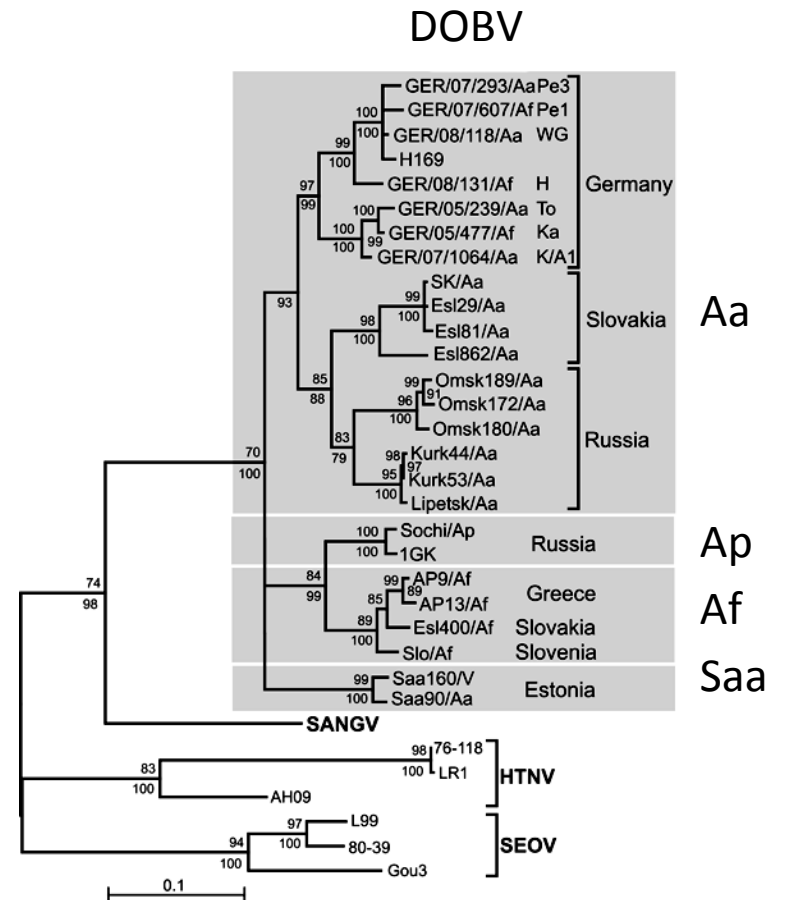 DOBV
GER/07/293/Aa Pe3
100
GER/07/607/Af Pe1
100
GER/08/118/Aa WG
99
H169
100
97
GER/08/131/Af H
Germany
99
100
GER/05/239/Aa To
100
99
GER/05/477/Af Ka
100
GER/07/1064/Aa K/A1
93
SK/Aa
99
Esl29/Aa
100
Aa
98
Esl81/Aa
Slovakia
100
Esl862/Aa
85
88
99
Omsk189/Aa
91
96
Omsk172/Aa
100
Omsk180/Aa
83
79
Russia
98
Kurk44/Aa
97
95
Kurk53/Aa
100
Lipetsk/Aa
70
100
100
Sochi/Ap
100
1GK
Russia
Ap
84
99
99
AP9/Af
89
Greece
85
AP13/Af
Af
89
Esl400/Af Slovakia
100
Slo/Af Slovenia
99
Saa160/V
100
Saa90/Aa
Estonia
Saa
74
98
SANGV
98
76-118
100
LR1
HTNV
83
100
AH09
97
L99
100
80-39
SEOV
94
100
Gou3
0.1